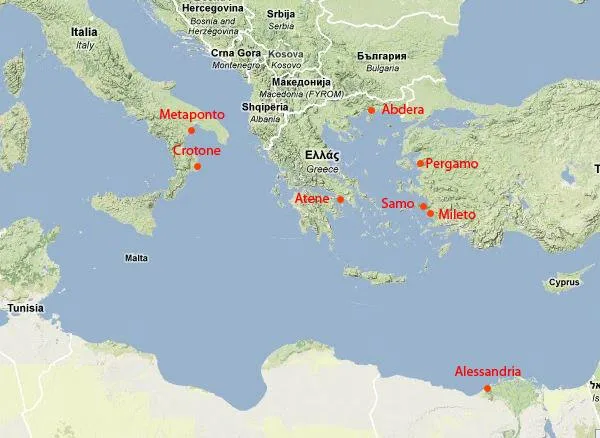 Bosna i
Hercegovina
Bosnia and
Herzegovina
Srbija
Serbia
Italia
Italy
Crna Gora
Montenegro
Kosova
Kosovo
България
Bulgaria
Македонија
Macedonia (FYROM)
Shqipëria
Albania
Metaponto
Abdera
Crotone
Ελλάς
Greece
Pergamo
Atene
Samo
Mileto
Malta
Cyprus
Tunisia
Alessandria